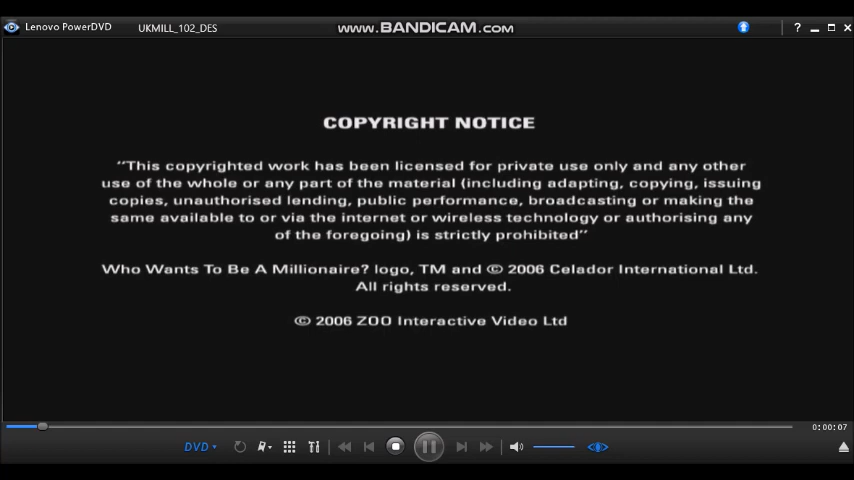 Lenovo PowerDVD UKMILL_102_DES www.BANDICAM.com ?
COPYRIGHT NOTICE
"This copyrighted work has been licensed for private use only and any other
use of the whole or any part of the material (including adapting, copying, issuing
copies, unauthorised lending, public performance, broadcasting or making the
same available to or via the internet or wireless technology or authorising any
of the foregoing) is strictly prohibited"
Who Wants To Be A Millionaire? logo, TM and © 2006 Celador International Ltd.
All rights reserved.
© 2006 ZOO Interactive Video Ltd
0:00:07
DVD